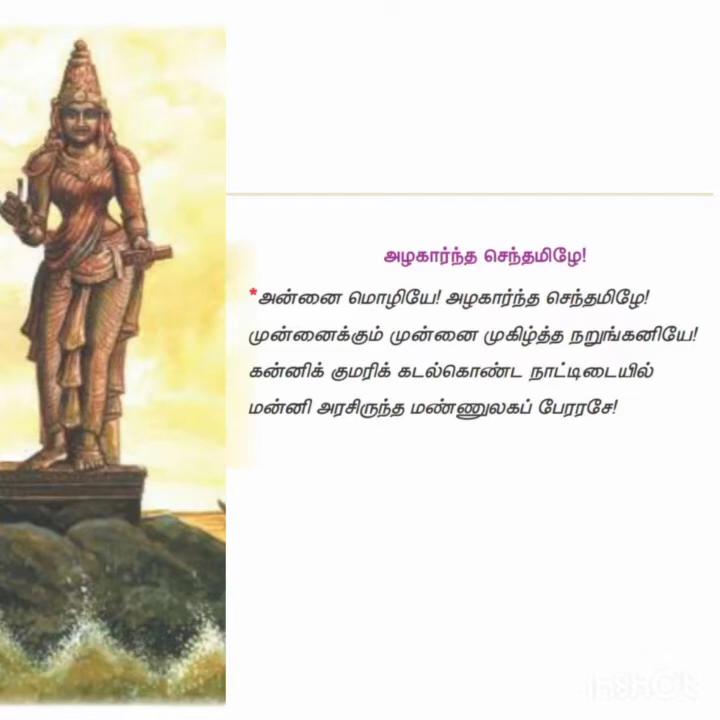 அழகார்ந்த செந்தமிழே!
*அன்னை மொழியே! அழகார்ந்த செந்தமிழே!
முன்னைக்கும் முன்னை முகிழ்த்த நறுங்கனியே!
கன்னிக் குமரிக் கடல்கொண்ட நாட்டிடையில்
மன்னி அரசிருந்த மண்ணுலகப் பேரரசே!